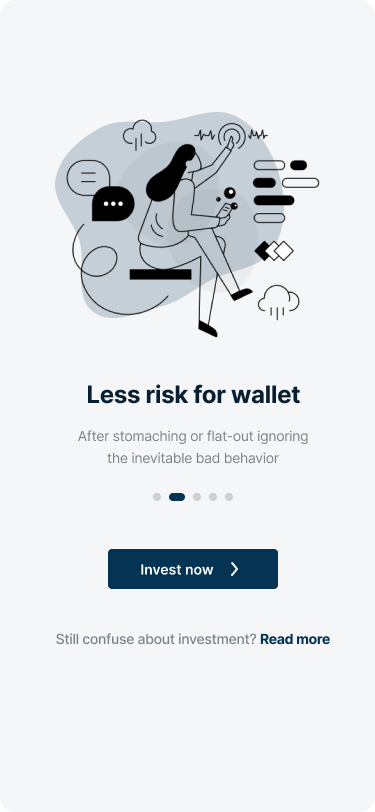 Less risk for wallet
After stomaching or flat-out ignoring
the inevitable bad behavior
Invest now
Still confuse about investment? Read more